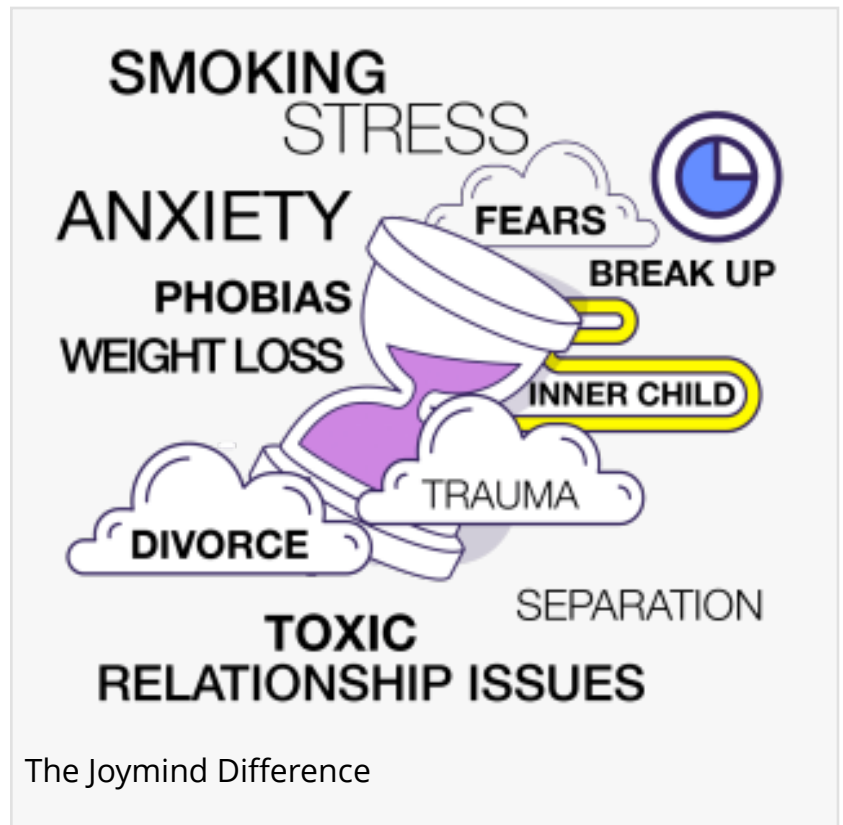 SMOKING
STRESS
ANXIETY
FEARS
BREAK UP
PHOBIAS
WEIGHT LOSS
INNER CHILD
TRAUMA
DIVORCE
SEPARATION
TOXIC
RELATIONSHIP ISSUES
The Joymind Difference